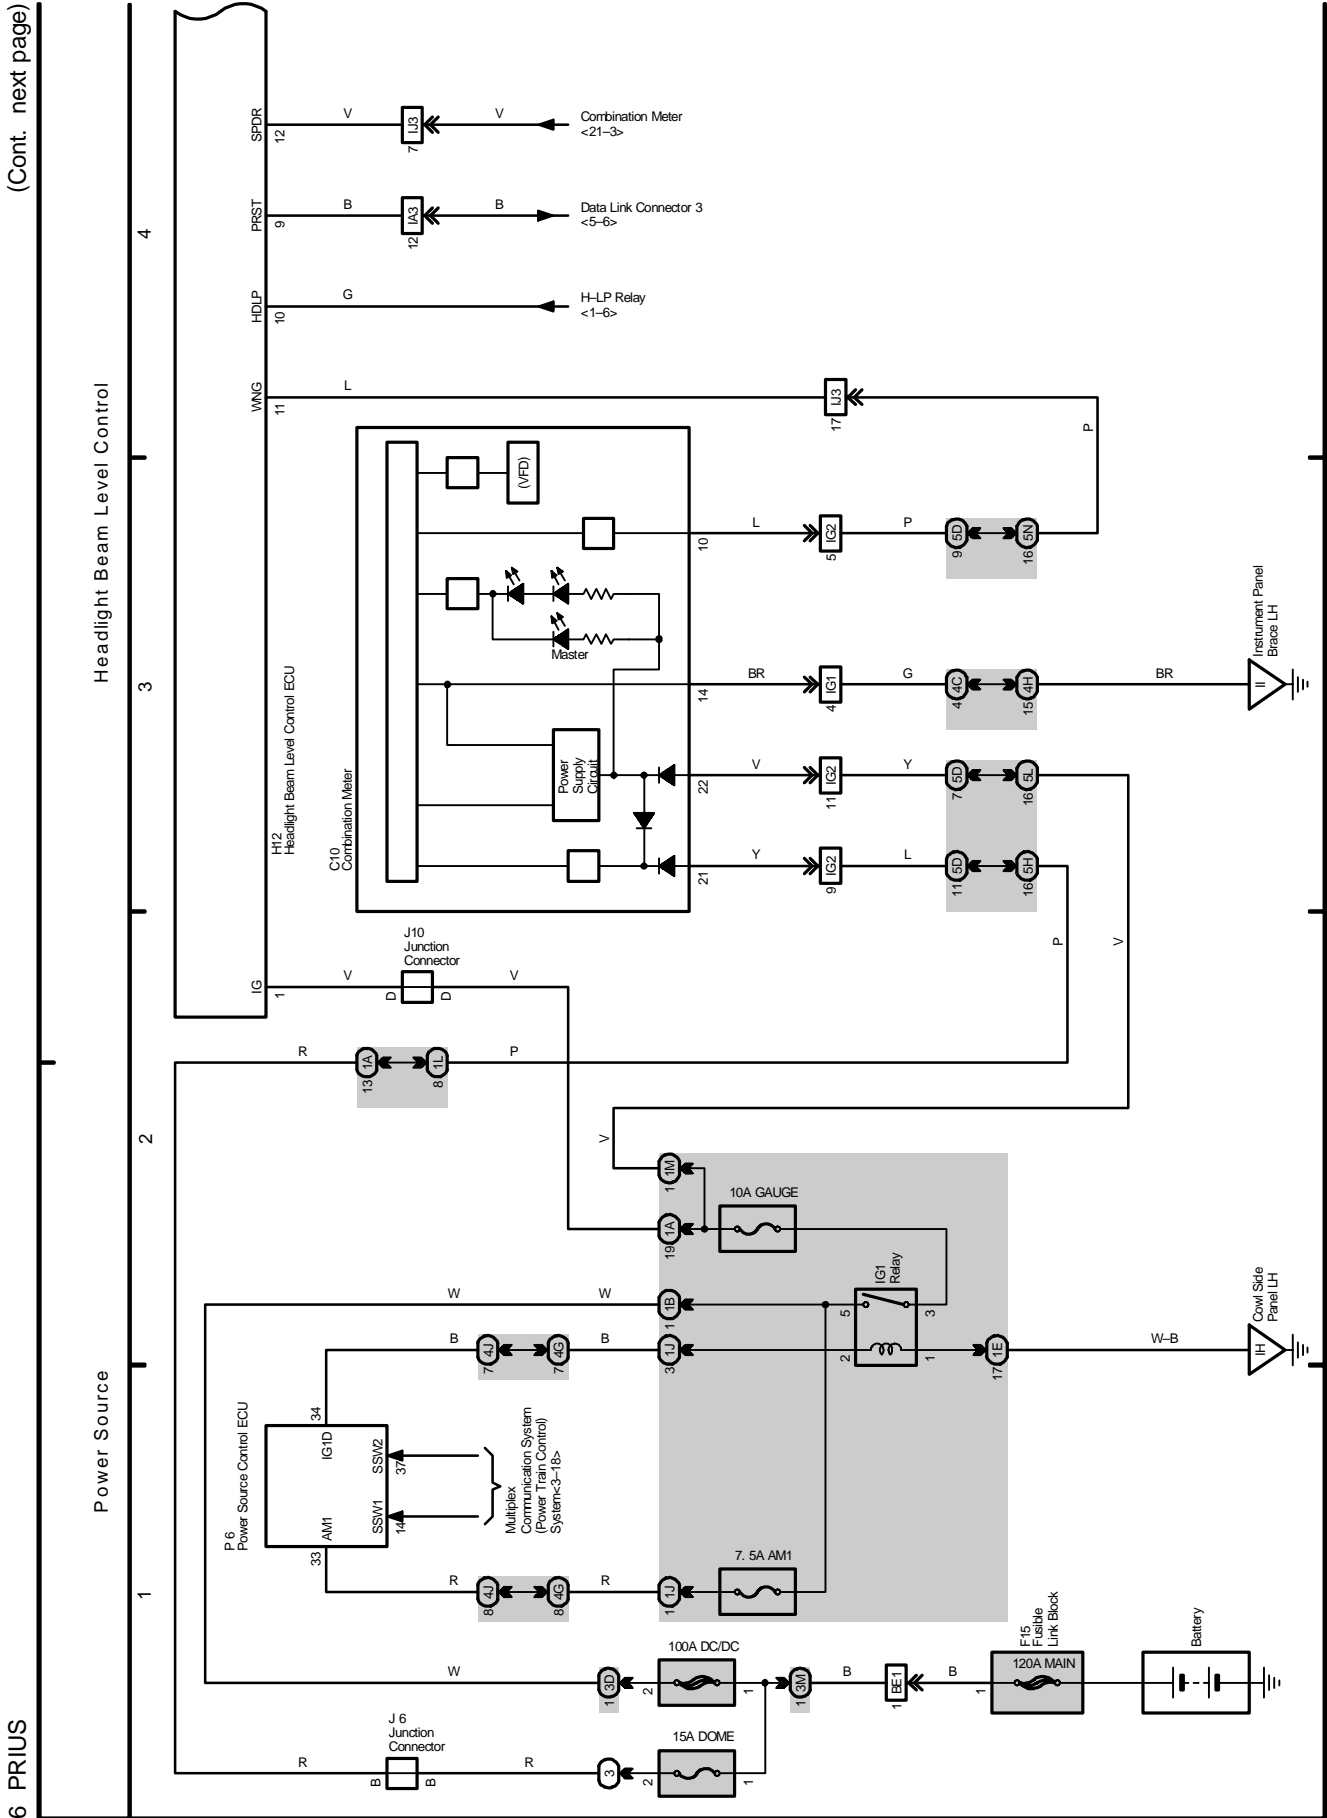 6 PRIUS
(Cont. next page)
Power Source
Headlight Beam Level Control
1
2
3
4
R
B
J 6
Junction
Connector
B
R
3
2
15A DOME
1
W
1
3D
2
100A DC/DC
1
1
3M
B
1
BE1
B
1
F15
Fusible
Link Block
120A MAIN
Battery
P 6
Power Source Control ECU
33
AM1
IG1D
34
SSW1
14
SSW2
37
Multiplex
Communication System
(Power Train Control)
System<3–18>
R
8
4J
8
4G
R
1
1J
7. 5A AM1
B
7
4J
7
4G
B
3
1J
W
W
1
1B
2
1
5
3
IG1
Relay
17
1E
W–B
IH
Cowl Side
Panel LH
19
1A
10A GAUGE
1
1M
V
R
13
1A
8
1L
P
IG
1
V
D
J10
Junction
Connector
D
V
P
V
H12
Headlight Beam Level Control ECU
C10
Combination Meter
Power
Supply
Circuit
Master
(VFD)
21
Y
9
IG2
L
11
5D
16
5H
22
V
11
IG2
Y
7
5D
16
5L
14
BR
4
IG1
G
4
4C
15
4H
BR
II
Instrument Panel
Brace LH
10
L
5
IG2
P
9
5D
16
5N
P
WNG
11
L
17
IJ3
HDLP
10
G
H–LP Relay
<1–6>
PRST
9
B
12
IA3
B
Data Link Connector 3
<5–6>
SPDR
12
V
7
IJ3
V
Combination Meter
<21–3>